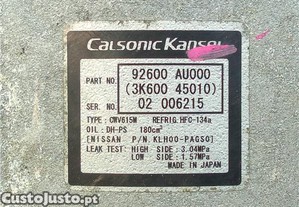 Calsonic Kansei
PART NO. 92600 AU000
(3K600 45010)
SER NO. 02 006215
TYPE: CWV615M REFRIG.HFC-134a
OIL: DH-PS 180cm³
[NISSAN P/N.KLH00-PAGS0]
LEAK TEST: HIGH SIDE: 3.04MPa
LOW SIDE: 1.57MPa
MADE IN JAPAN
CustoJusto.pt